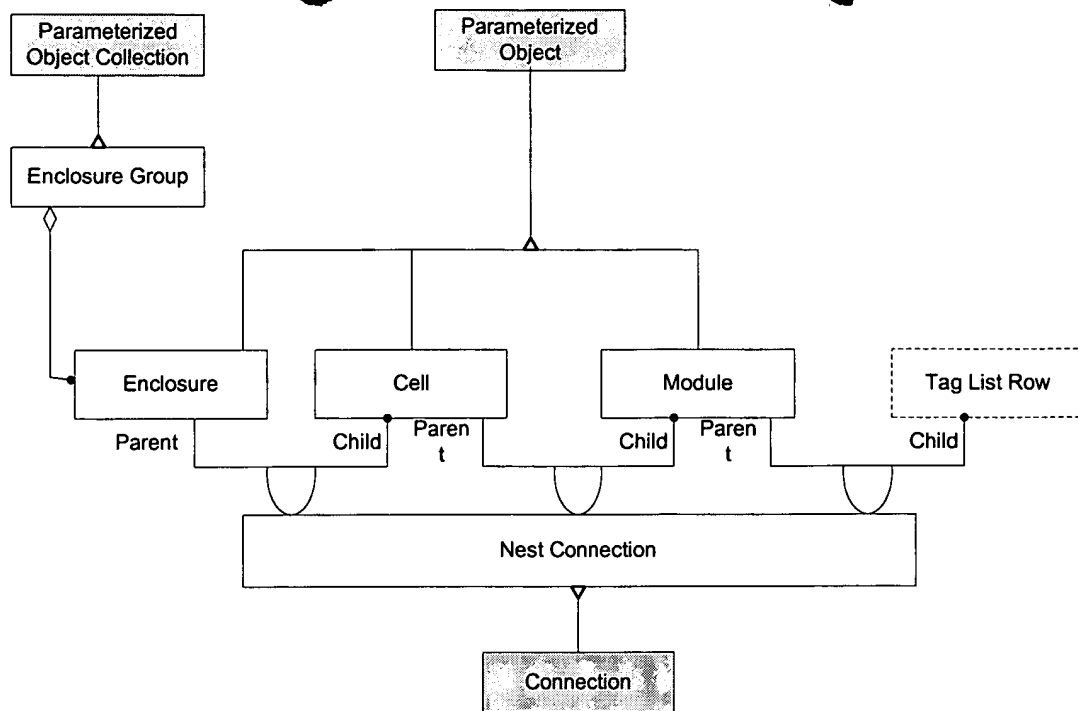 Parameterized
Object Collection
Parameterized
Object
Enclosure Group
Enclosure
Cell
Module
Tag List Row
Parent
Child
Paren
t
Child
Paren
t
Child
Nest Connection
Connection